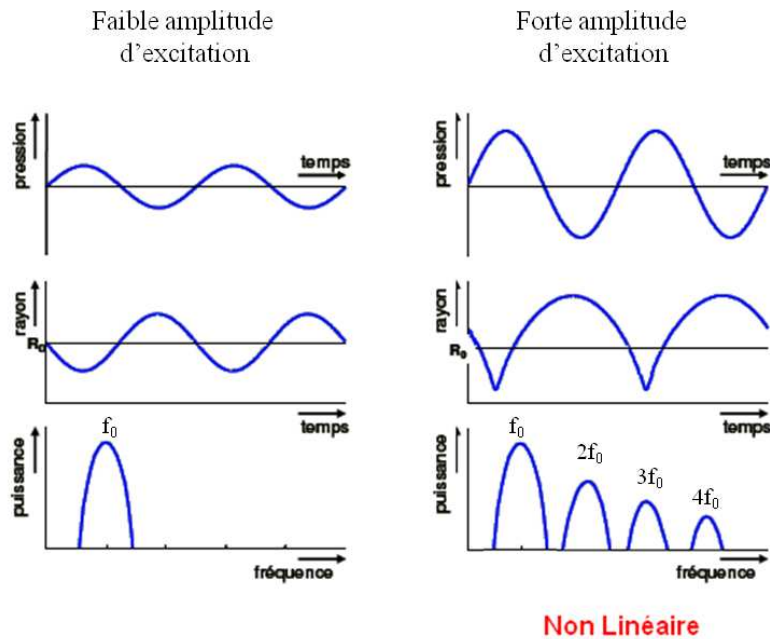 Faible amplitude
d'excitation
pression
temps
rayon
R₀
temps
f₀
puissance
fréquence
Forte amplitude
d'excitation
pression
temps
rayon
R₀
temps
f₀
2f₀
3f₀
4f₀
puissance
fréquence
Non Linéaire